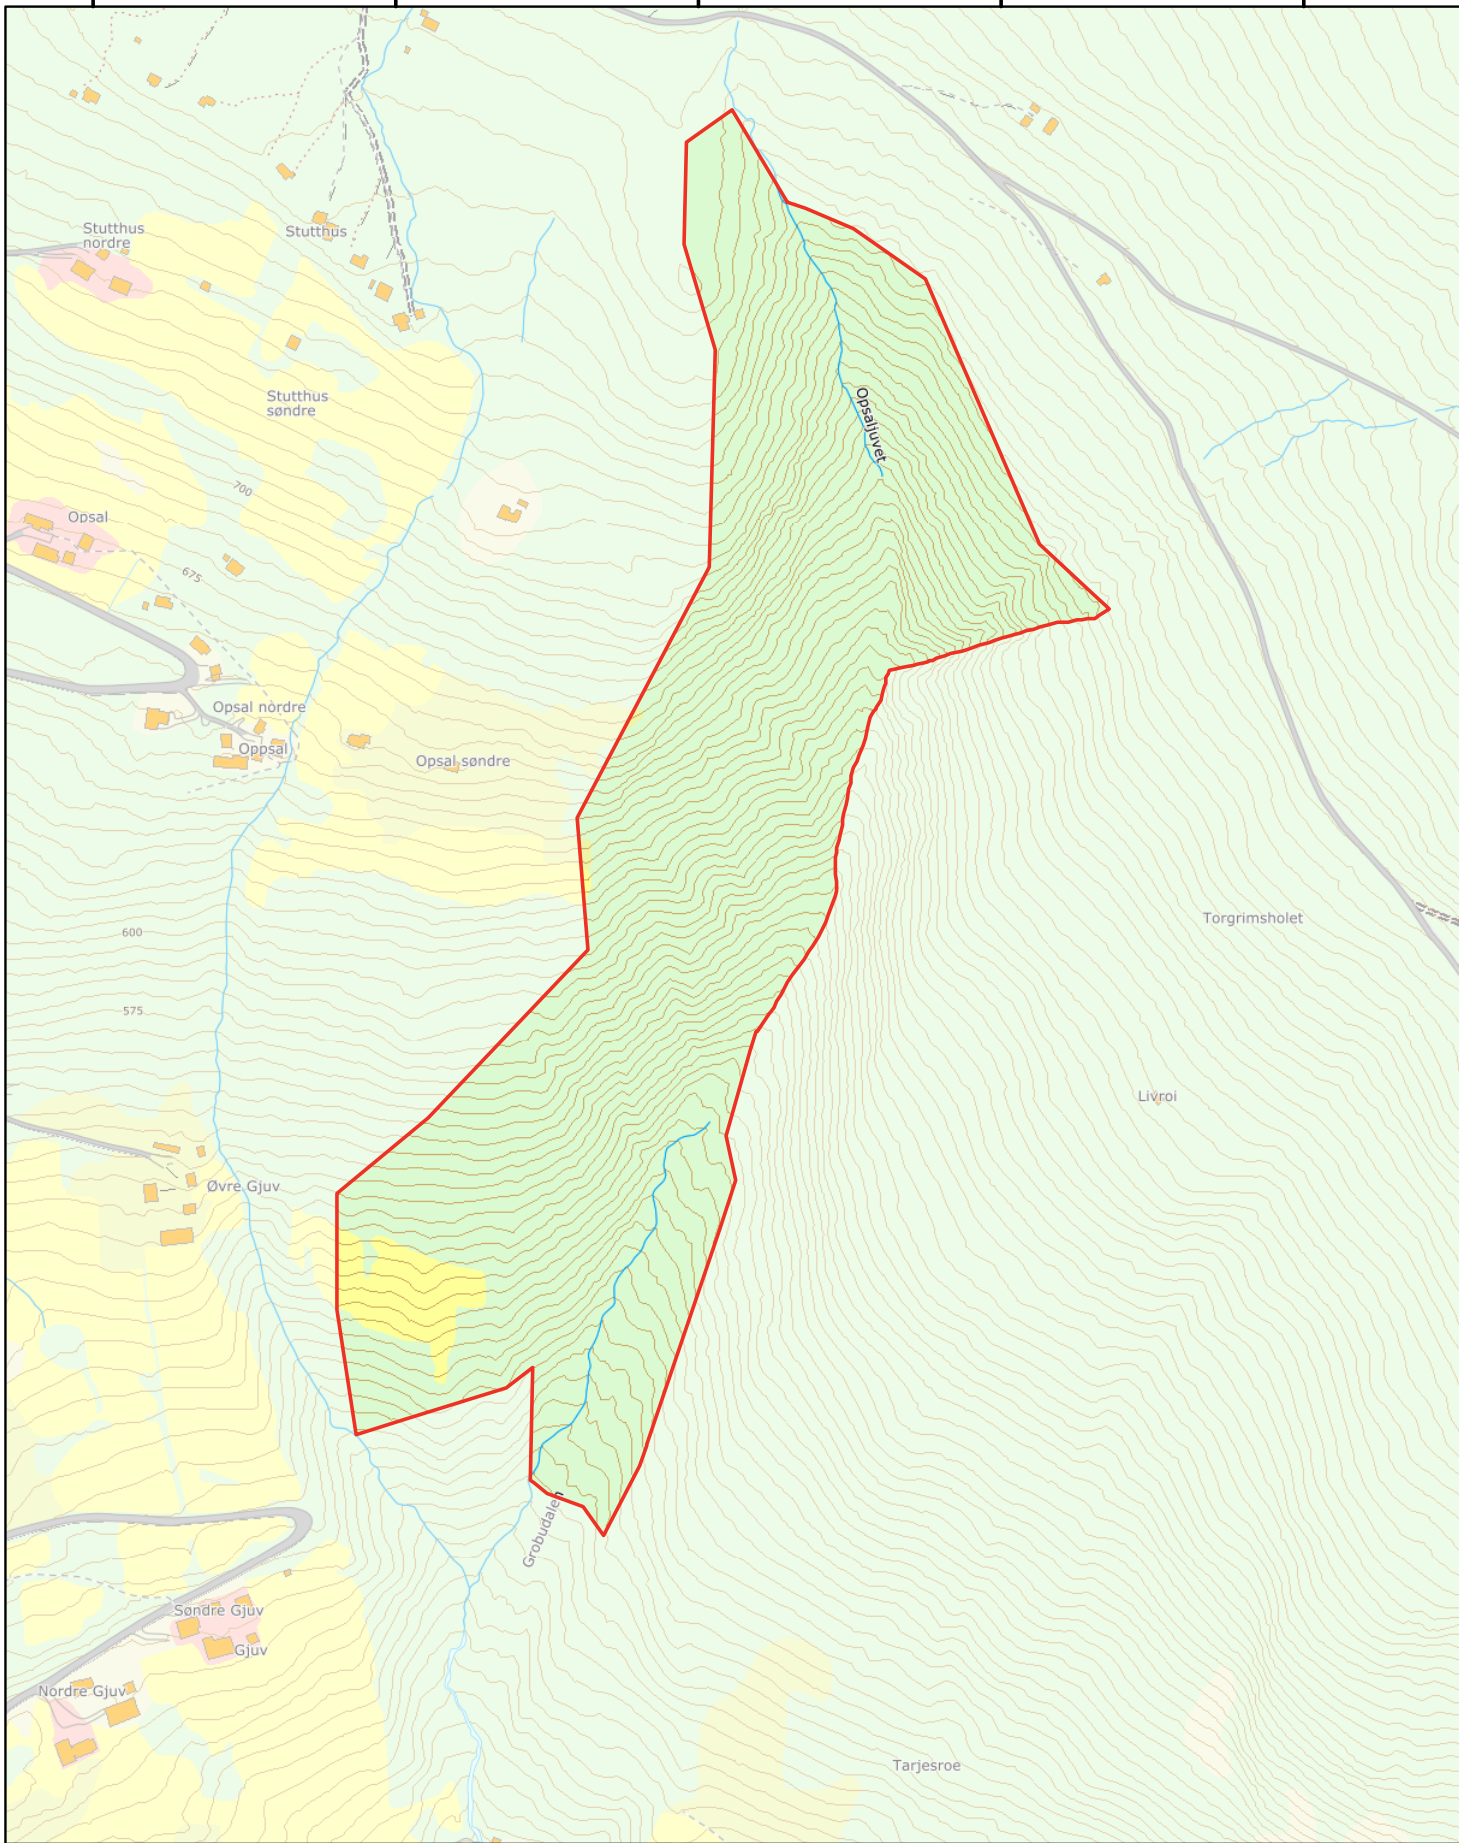 Stutthus
nordre
Stutthus
Stutthus
søndre
Opsaljuvet
700
Opsal
675
Opsal nordre
Oppsal
Opsal søndre
Torgrimsholet
600
575
Livroi
Øvre Gjuv
Grobudalen
Søndre Gjuv
Gjuv
Nordre Gjuv
Tarjesroe